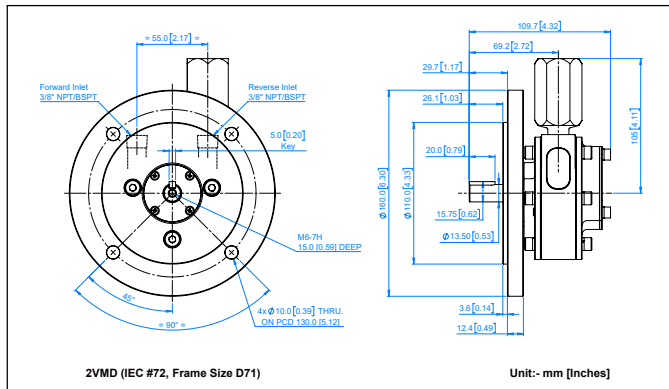 = 55.0 [2.17] =
Forward Inlet
3/8" NPT/BSPT
Reverse Inlet
3/8" NPT/BSPT
5.0 [0.20]
Key
M6-7H
15.0 [0.59] DEEP
4x Ø 10.0 [0.39] THRU.
ON PCD 130.0 [5.12]
45°
= 90° =
109.7 [4.32]
69.2 [2.72]
29.7 [1.17]
26.1 [1.03]
20.0 [0.79]
105 [4.11]
Ø 160.0 [6.30]
Ø 110.0 [4.33]
15.75 [0.62]
Ø 13.50 [0.53]
3.6 [0.14]
12.4 [0.49]
2VMD (IEC #72, Frame Size D71)
Unit:- mm [Inches]